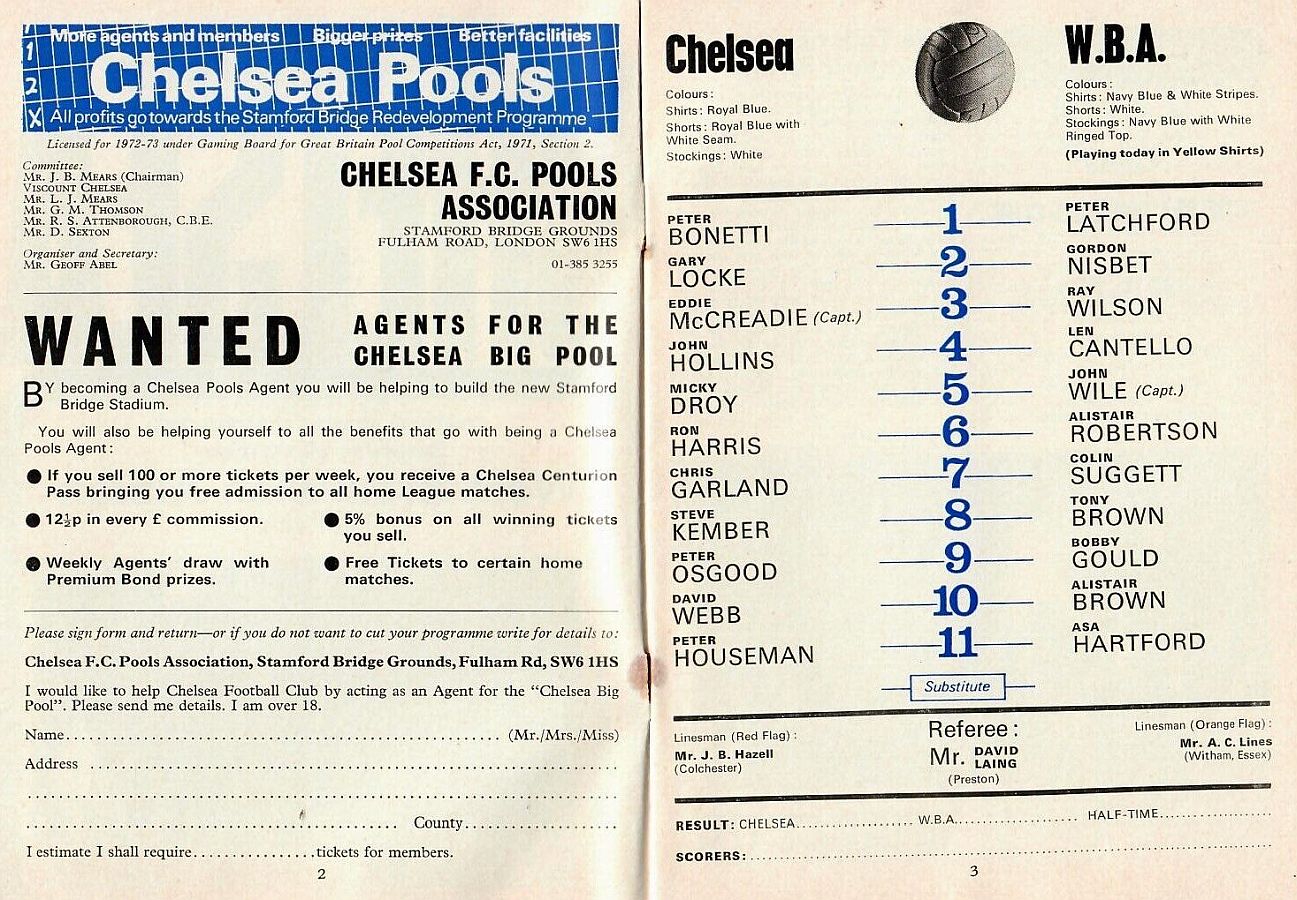 More agents and members Bigger prizes Better facilities
1
2
X
Chelsea Pools
All profits go towards the Stamford Bridge Redevelopment Programme
Licensed for 1972-73 under Gaming Board for Great Britain Pool Competitions Act, 1971, Section 2.
Committee:
MR. J. B. MEARS (Chairman)
VISCOUNT CHELSEA
MR. L. J. MEARS
MR. G. M. THOMSON
MR. R. S. ATTENBOROUGH, C.B.E.
MR. D. SEXTON
Organiser and Secretary:
MR. GEOFF ABEL
CHELSEA F.C. POOLS
ASSOCIATION
STAMFORD BRIDGE GROUNDS
FULHAM ROAD, LONDON SW6 1HS
01-385 3255
WANTED
AGENTS FOR THE
CHELSEA BIG POOL
BY becoming a Chelsea Pools Agent you will be helping to build the new Stamford
Bridge Stadium.
You will also be helping yourself to all the benefits that go with being a Chelsea
Pools Agent:
● If you sell 100 or more tickets per week, you receive a Chelsea Centurion
Pass bringing you free admission to all home League matches.
● 12½p in every £ commission.
● 5% bonus on all winning tickets
you sell.
● Weekly Agents' draw with
Premium Bond prizes.
● Free Tickets to certain home
matches.
Please sign form and return—or if you do not want to cut your programme write for details to:
Chelsea F.C. Pools Association, Stamford Bridge Grounds, Fulham Rd, SW6 1HS
I would like to help Chelsea Football Club by acting as an Agent for the "Chelsea Big
Pool". Please send me details. I am over 18.
Name.......................................................... (Mr./Mrs./Miss)
Address ..........................................................................
..........................................................................
.................................................. County......................
I estimate I shall require................tickets for members.
2
Chelsea
Colours:
Shirts: Royal Blue.
Shorts: Royal Blue with
White Seam.
Stockings: White
W.B.A.
Colours:
Shirts: Navy Blue & White Stripes.
Shorts: White.
Stockings: Navy Blue with White
Ringed Top.
(Playing today in Yellow Shirts)
PETER BONETTI 1 PETER LATCHFORD
GARY LOCKE 2 GORDON NISBET
EDDIE McCREADIE (Capt.) 3 RAY WILSON
JOHN HOLLINS 4 LEN CANTELLO
MICKY DROY 5 JOHN WILE (Capt.)
RON HARRIS 6 ALISTAIR ROBERTSON
CHRIS GARLAND 7 COLIN SUGGETT
STEVE KEMBER 8 TONY BROWN
PETER OSGOOD 9 BOBBY GOULD
DAVID WEBB 10 ALISTAIR BROWN
PETER HOUSEMAN 11 ASA HARTFORD
Substitute
Linesman (Red Flag):
Mr. J. B. Hazell
(Colchester)
Referee:
Mr. DAVID LAING
(Preston)
Linesman (Orange Flag):
Mr. A. C. Lines
(Witham, Essex)
RESULT: CHELSEA........................ W.B.A.......................... HALF-TIME......................
SCORERS:..........................................................................
3